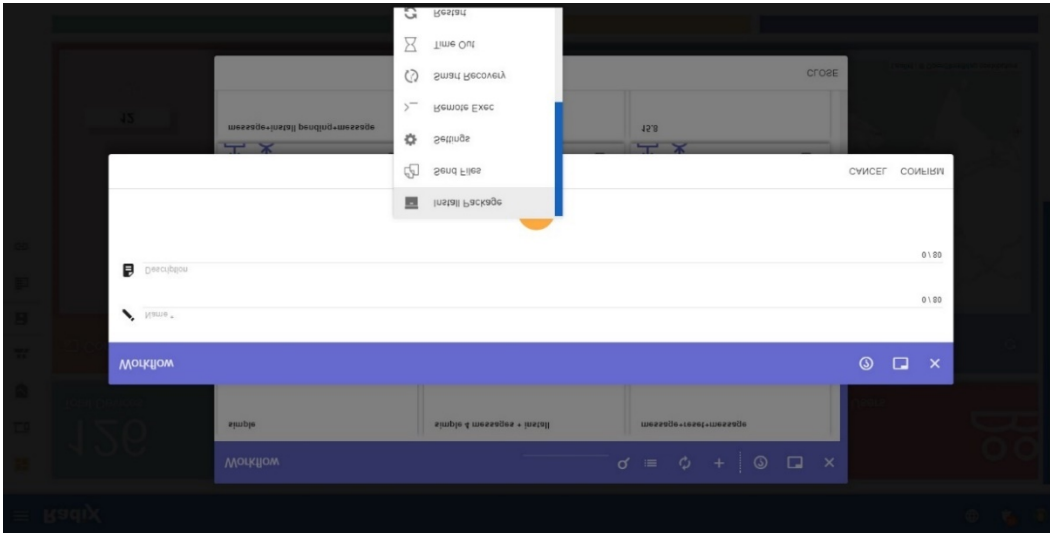 Radix
Workflow
126
simple
simple 4 messages + install
message+reset+message
Workflow
Name *
0 / 80
Description
0 / 80
Install Package
Send Files
Settings
Remote Exec
Smart Recovery
Time Out
Restart
CANCEL CONFIRM
message+install pending+message
15.8
12
CLOSE